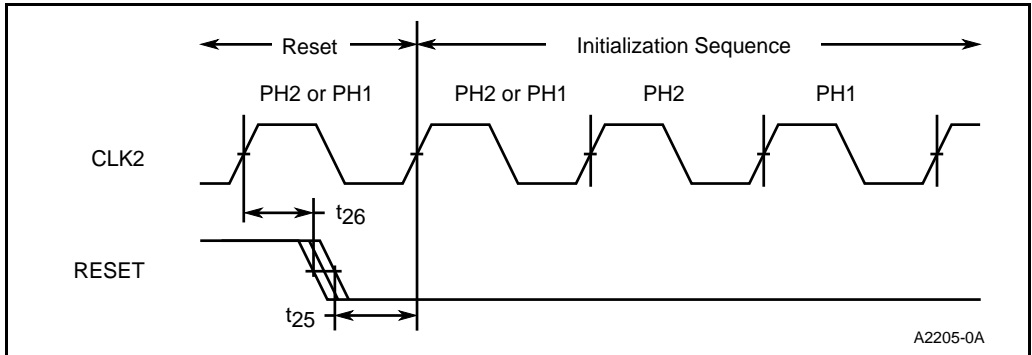 Reset
Initialization Sequence
PH2 or PH1
PH2 or PH1
PH2
PH1
CLK2
t26
RESET
t25
A2205-0A